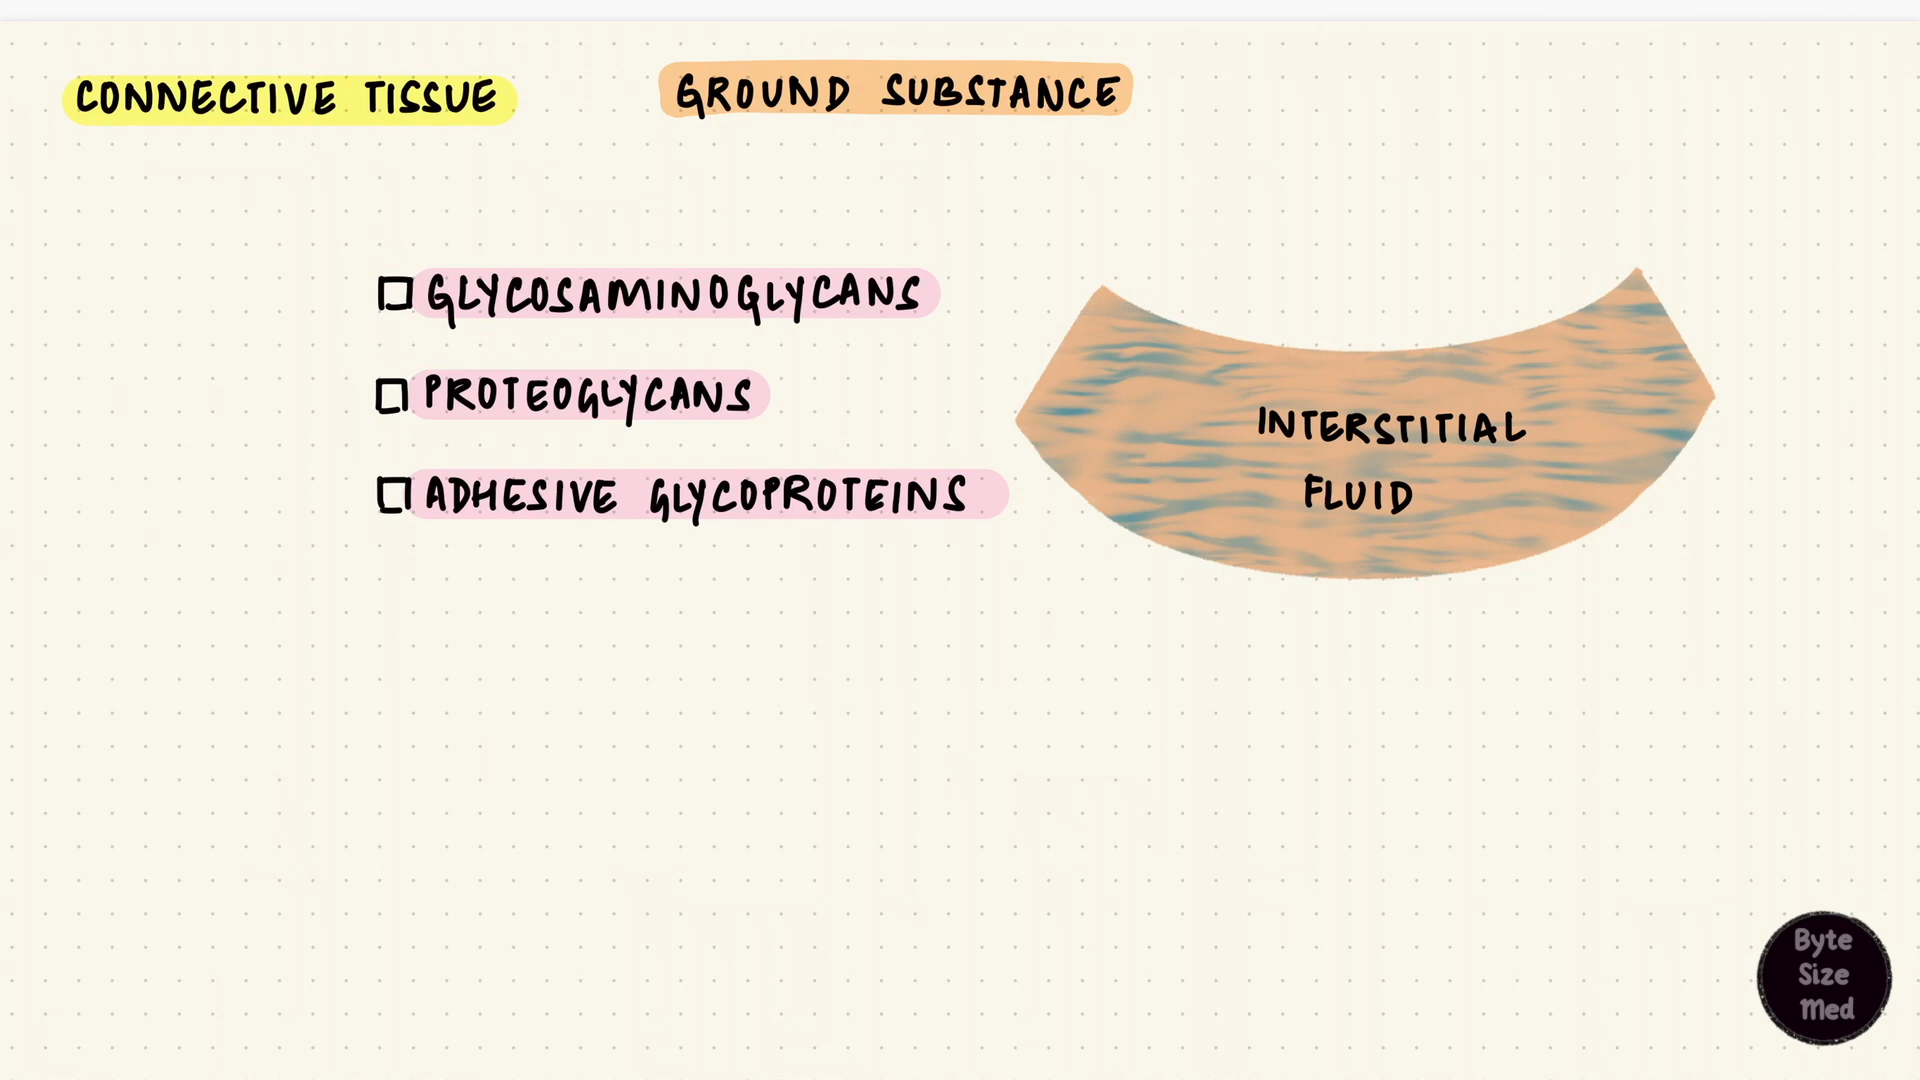 CONNECTIVE TISSUE
GROUND SUBSTANCE
GLYCOSAMINOGLYCANS
PROTEOGLYCANS
ADHESIVE GLYCOPROTEINS
INTERSTITIAL
FLUID
Byte
Size
Med